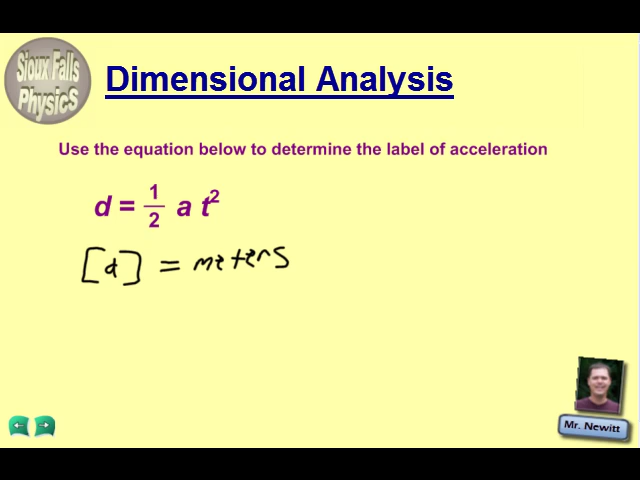 Sioux Falls
Physics
Dimensional Analysis
Use the equation below to determine the label of acceleration
d = 1/2 a t²
[d] = meters
Mr. Newitt